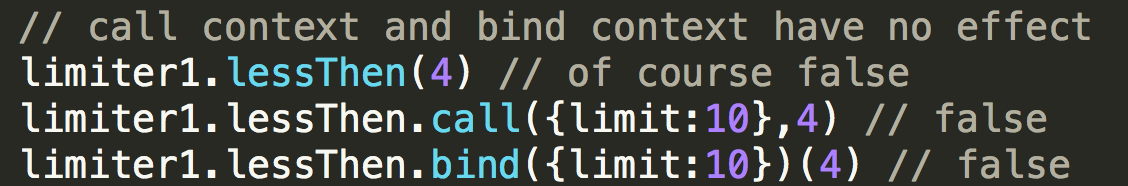 // call context and bind context have no effect
limiter1.lessThen(4) // of course false
limiter1.lessThen.call({limit:10},4) // false
limiter1.lessThen.bind({limit:10})(4) // false